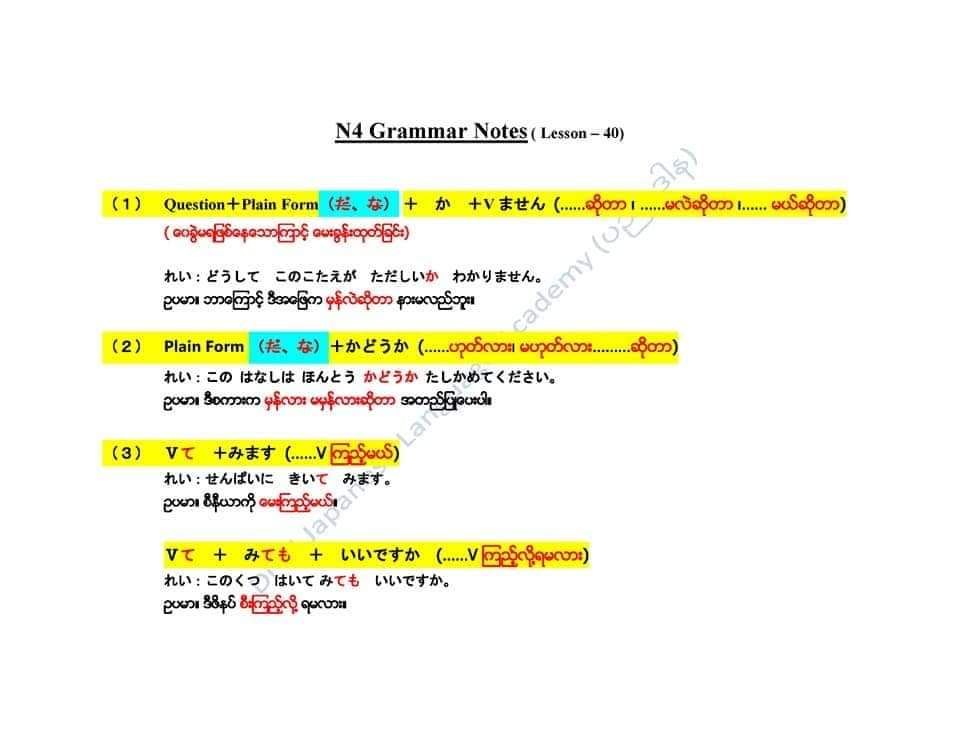 N4 Grammar Notes ( Lesson – 40)
(1) Question+Plain Form (だ、な) + か +V ません (......ဆိုတာ ၊ ......မလဲဆိုတာ ၊...... မယ်ဆိုတာ)
( ဝေခွဲမရဖြစ်နေသောကြောင့် မေးခွန်းထုတ်ခြင်း)
れい : どうして このこたえが ただしいか わかりません。
ဥပမာ။ ဘာကြောင့် ဒီအဖြေက မှန်လဲဆိုတာ နားမလည်ဘူး။
(2) Plain Form (だ、な) +かどうか (......ဟုတ်လား၊ မဟုတ်လား.........ဆိုတာ)
れい : この はなしは ほんとう かどうか たしかめてください。
ဥပမာ။ ဒီစကားက မှန်လား မမှန်လားဆိုတာ အတည်ပြုပေးပါ။
(3) Vて +みます (......V ကြည့်မယ်)
れい : せんぱいに きいて みます。
ဥပမာ။ စီနီယာကို မေးကြည့်မယ်။
Vて + みても + いいですか (......V ကြည့်လို့ရမလား)
れい : このくつ はいて みても いいですか。
ဥပမာ။ ဒီဖိနပ် စီးကြည့်လို့ ရမလား။